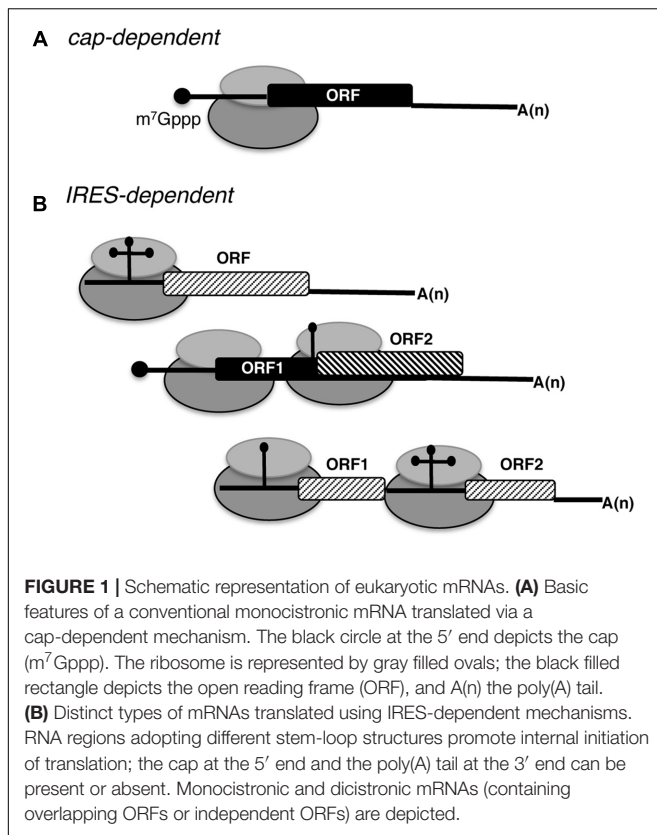 A cap-dependent
ORF
A(n)
m⁷Gppp
B IRES-dependent
ORF
A(n)
ORF2
ORF1
A(n)
ORF1 ORF2
A(n)
FIGURE 1 | Schematic representation of eukaryotic mRNAs. (A) Basic
features of a conventional monocistronic mRNA translated via a
cap-dependent mechanism. The black circle at the 5′ end depicts the cap
(m⁷Gppp). The ribosome is represented by gray filled ovals; the black filled
rectangle depicts the open reading frame (ORF), and A(n) the poly(A) tail.
(B) Distinct types of mRNAs translated using IRES-dependent mechanisms.
RNA regions adopting different stem-loop structures promote internal initiation
of translation; the cap at the 5′ end and the poly(A) tail at the 3′ end can be
present or absent. Monocistronic and dicistronic mRNAs (containing
overlapping ORFs or independent ORFs) are depicted.